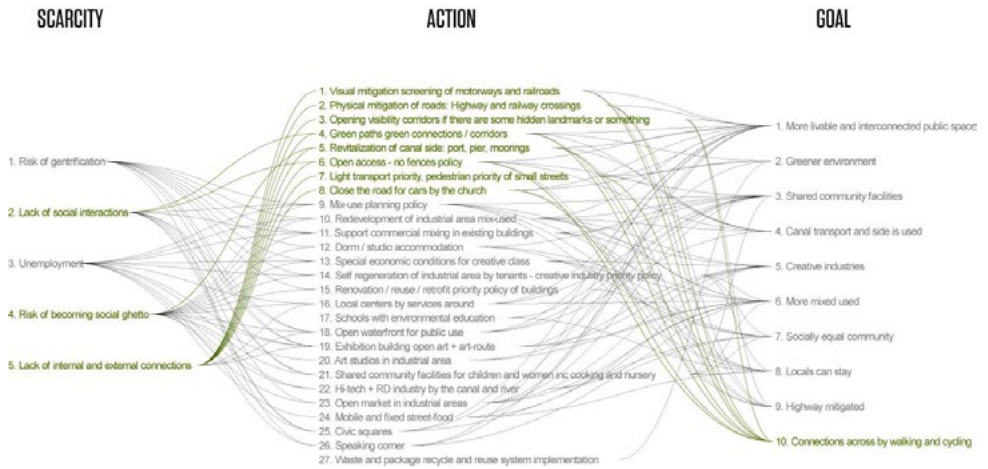 SCARCITY
ACTION
GOAL
1. Risk of gentrification
2. Lack of social interactions
3. Unemployment
4. Risk of becoming social ghetto
5. Lack of internal and external connections
1. Visual mitigation screening of motorways and railroads
2. Physical mitigation of roads: Highway and railway crossings
3. Opening visibility corridors if there are some hidden landmarks or something
4. Green paths green connections / corridors
5. Revitalization of canal side: port, pier, moorings
6. Open access - no fences policy
7. Light transport priority, pedestrian priority of small streets
8. Close the road for cars by the church
9. Mix-use planning policy
10. Redevelopment of industrial area mix-used
11. Support commercial mixing in existing buildings
12. Dorm / studio accommodation
13. Special economic conditions for creative class
14. Self regeneration of industrial area by tenants - creative industry priority policy
15. Renovation / reuse / retrofit priority policy of buildings
16. Local centers by services around
17. Schools with environmental education
18. Open waterfront for public use
19. Exhibition building open art + art-route
20. Art studios in industrial area
21. Shared community facilities for children and women inc cooking and nursery
22. Hi-tech + RD industry by the canal and river
23. Open market in industrial areas
24. Mobile and fixed street-food
25. Civic squares
26. Speaking corner
27. Waste and package recycle and reuse system implementation
1. More livable and interconnected public spaces
2. Greener environment
3. Shared community facilities
4. Canal transport and side is used
5. Creative industries
6. More mixed used
7. Socially equal community
8. Locals can stay
9. Highway mitigated
10. Connections across by walking and cycling